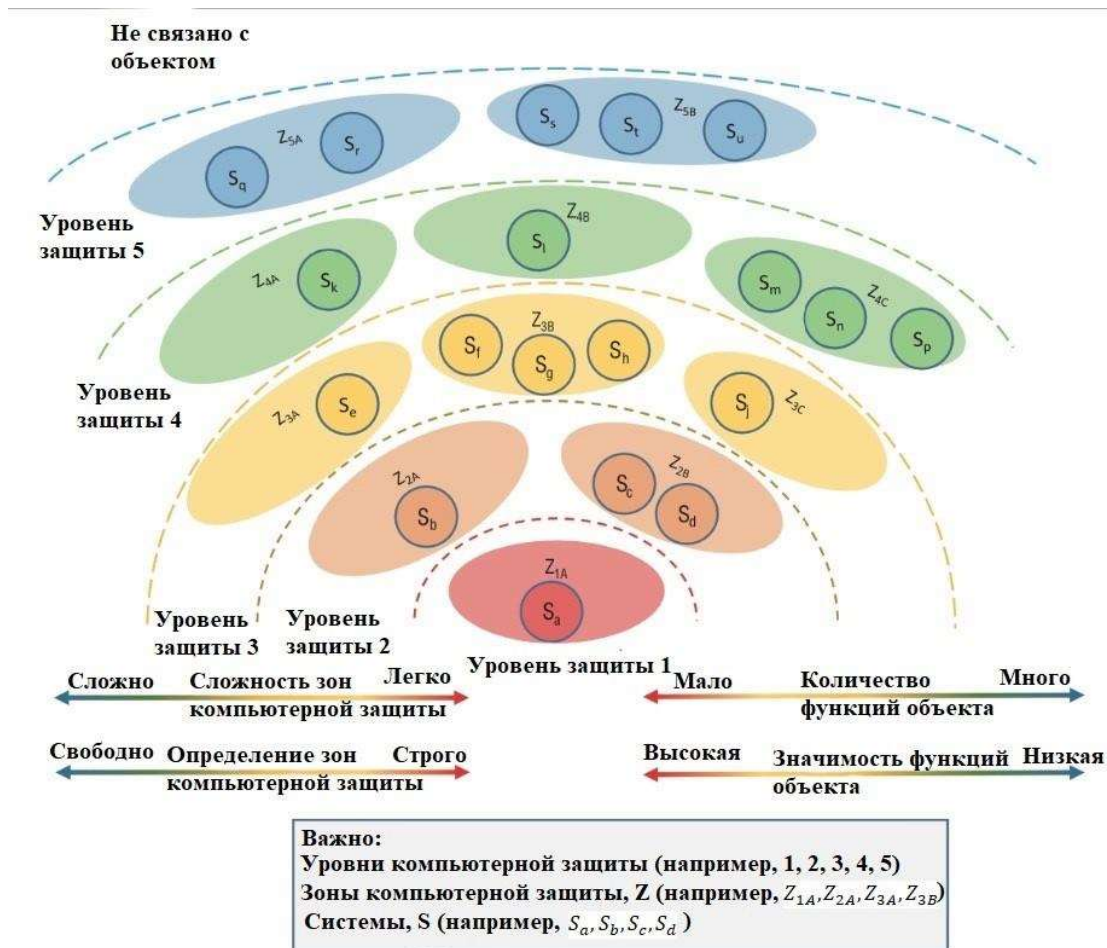 Не связано с
объектом
Z5A
Sr
Sq
Ss
St
Z5B
Su
Уровень
защиты 5
Z4A
Sk
Z4B
Sl
Sm
Sn
Z4C
Sp
Уровень
защиты 4
Z3A
Se
Z3B
Sf
Sg
Sh
Sj
Z3C
Z2A
Sb
Z2B
Sc
Sd
Z1A
Sa
Уровень
защиты 3
Уровень
защиты 2
Уровень защиты 1
Сложно Сложность зон Легко
компьютерной защиты
Мало Количество Много
функций объекта
Свободно Определение зон Строго
компьютерной защиты
Высокая Значимость функций Низкая
объекта
Важно:
Уровни компьютерной защиты (например, 1, 2, 3, 4, 5)
Зоны компьютерной защиты, Z (например, Z1A, Z2A, Z3A, Z3B)
Системы, S (например, Sa, Sb, Sc, Sd )